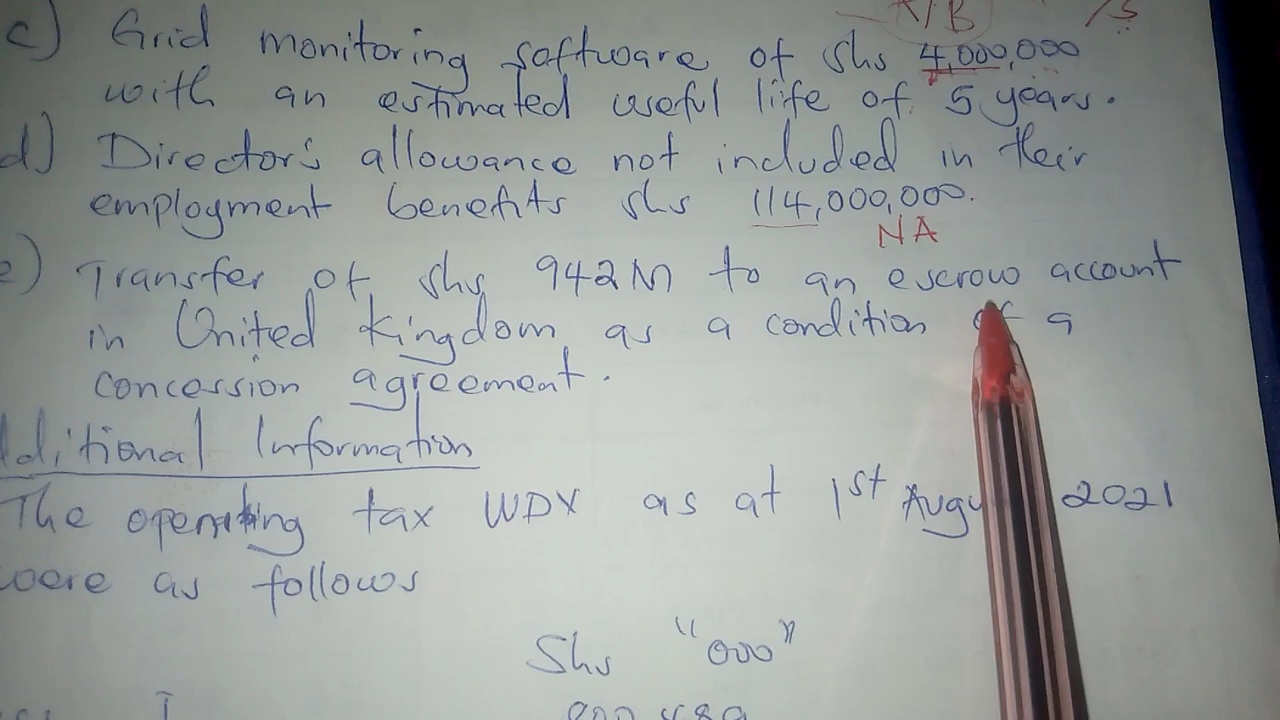 A/B /3
c) Grid monitoring software of shs 4,000,000
with an estimated useful life of 5 years.
d) Director's allowance not included in their
employment benefits shs 114,000,000.
NA
e) Transfer of shs 942M to an escrow account
in United Kingdom as a condition of a
concession agreement.
dditional Information
The operating tax WDV as at 1st Augu 2021
were as follows
Shs "000"